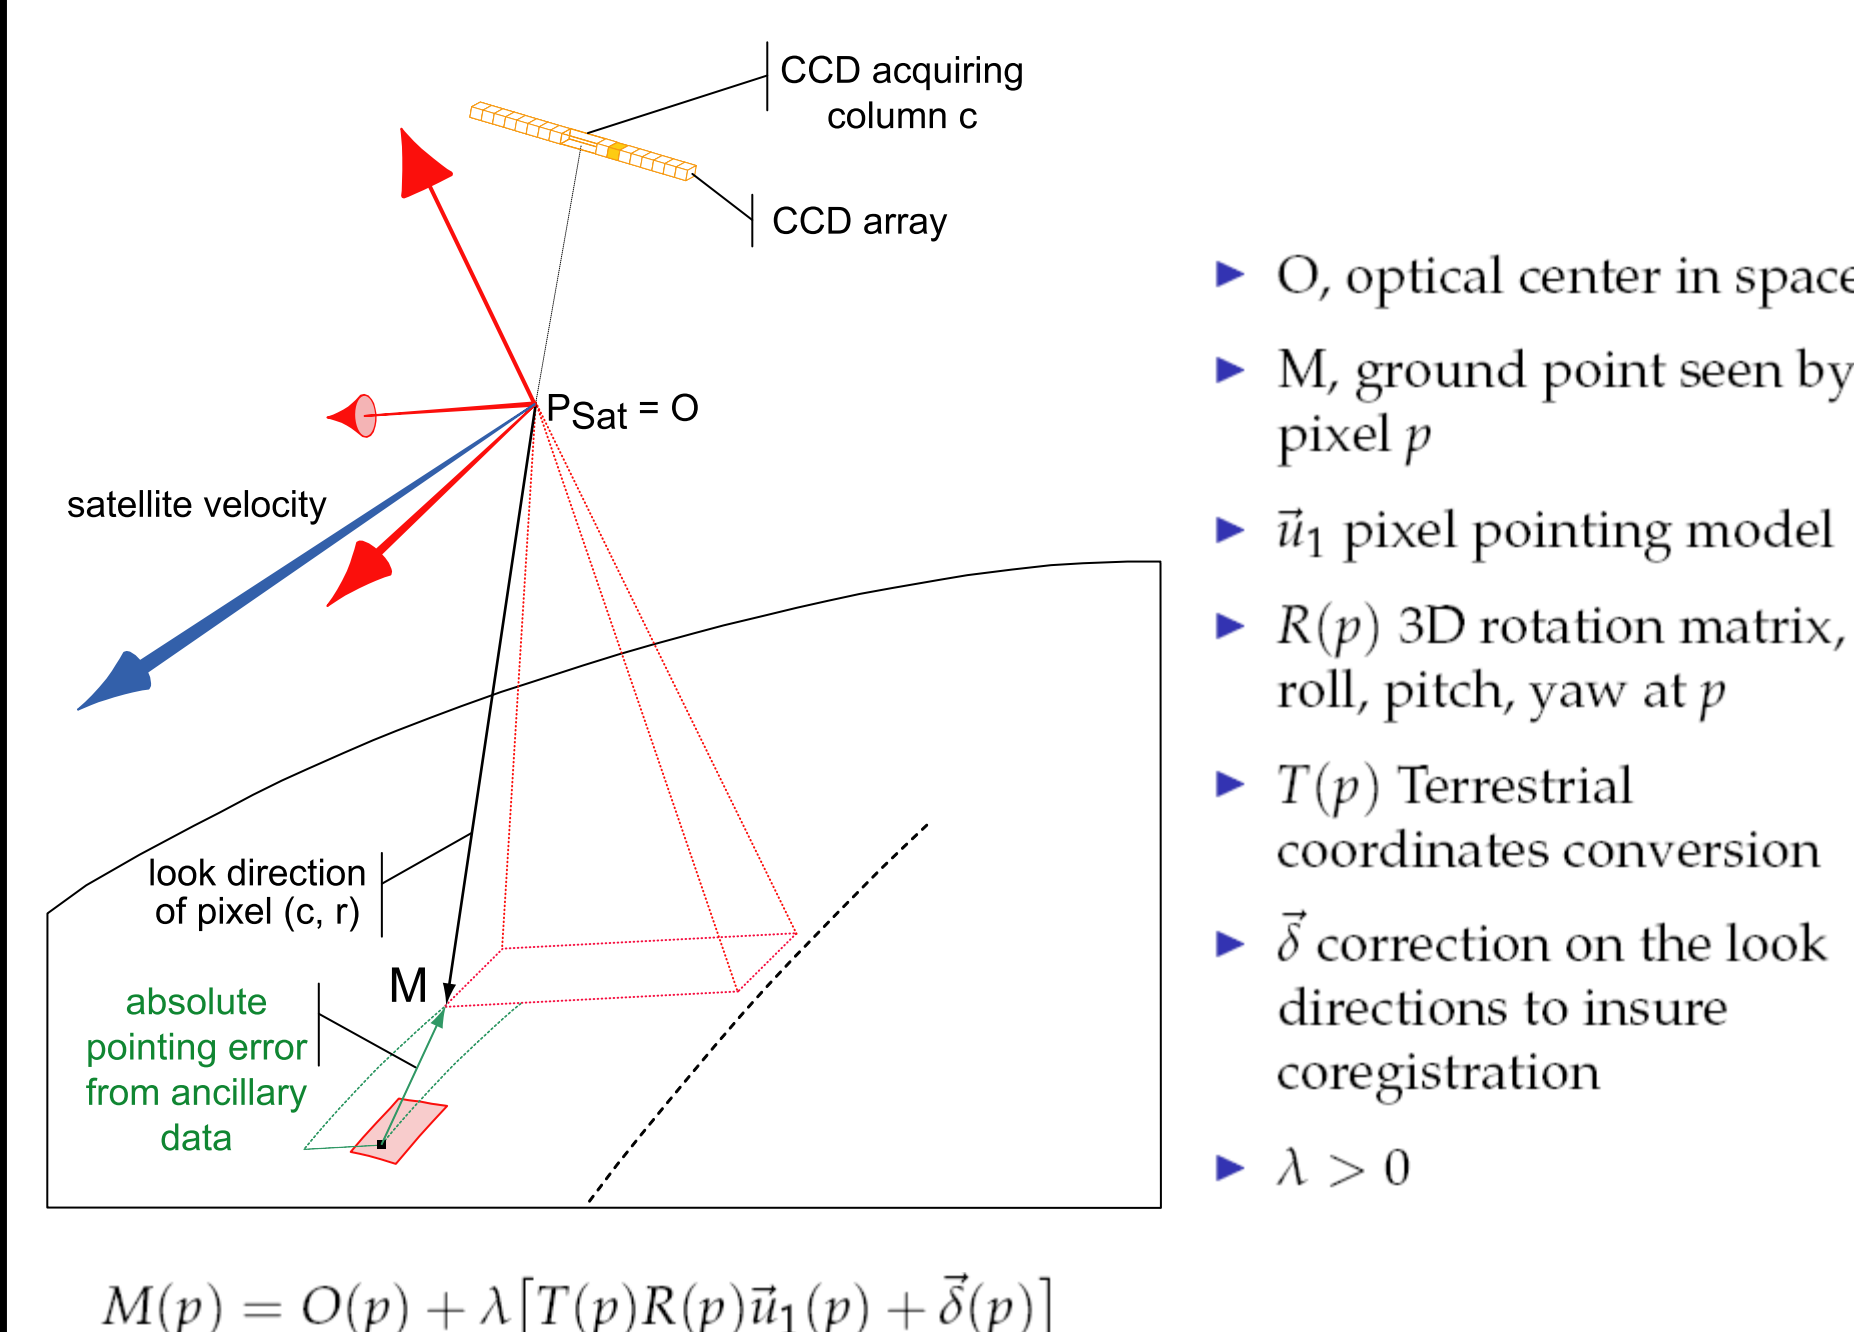 CCD acquiring
column c
CCD array
P_Sat = O
satellite velocity
look direction
of pixel (c, r)
M
absolute
pointing error
from ancillary
data
▶ O, optical center in space
▶ M, ground point seen by
pixel p
▶ u⃗₁ pixel pointing model
▶ R(p) 3D rotation matrix,
roll, pitch, yaw at p
▶ T(p) Terrestrial
coordinates conversion
▶ δ⃗ correction on the look
directions to insure
coregistration
▶ λ > 0
M(p) = O(p) + λ[T(p)R(p)u⃗₁(p) + δ⃗(p)]